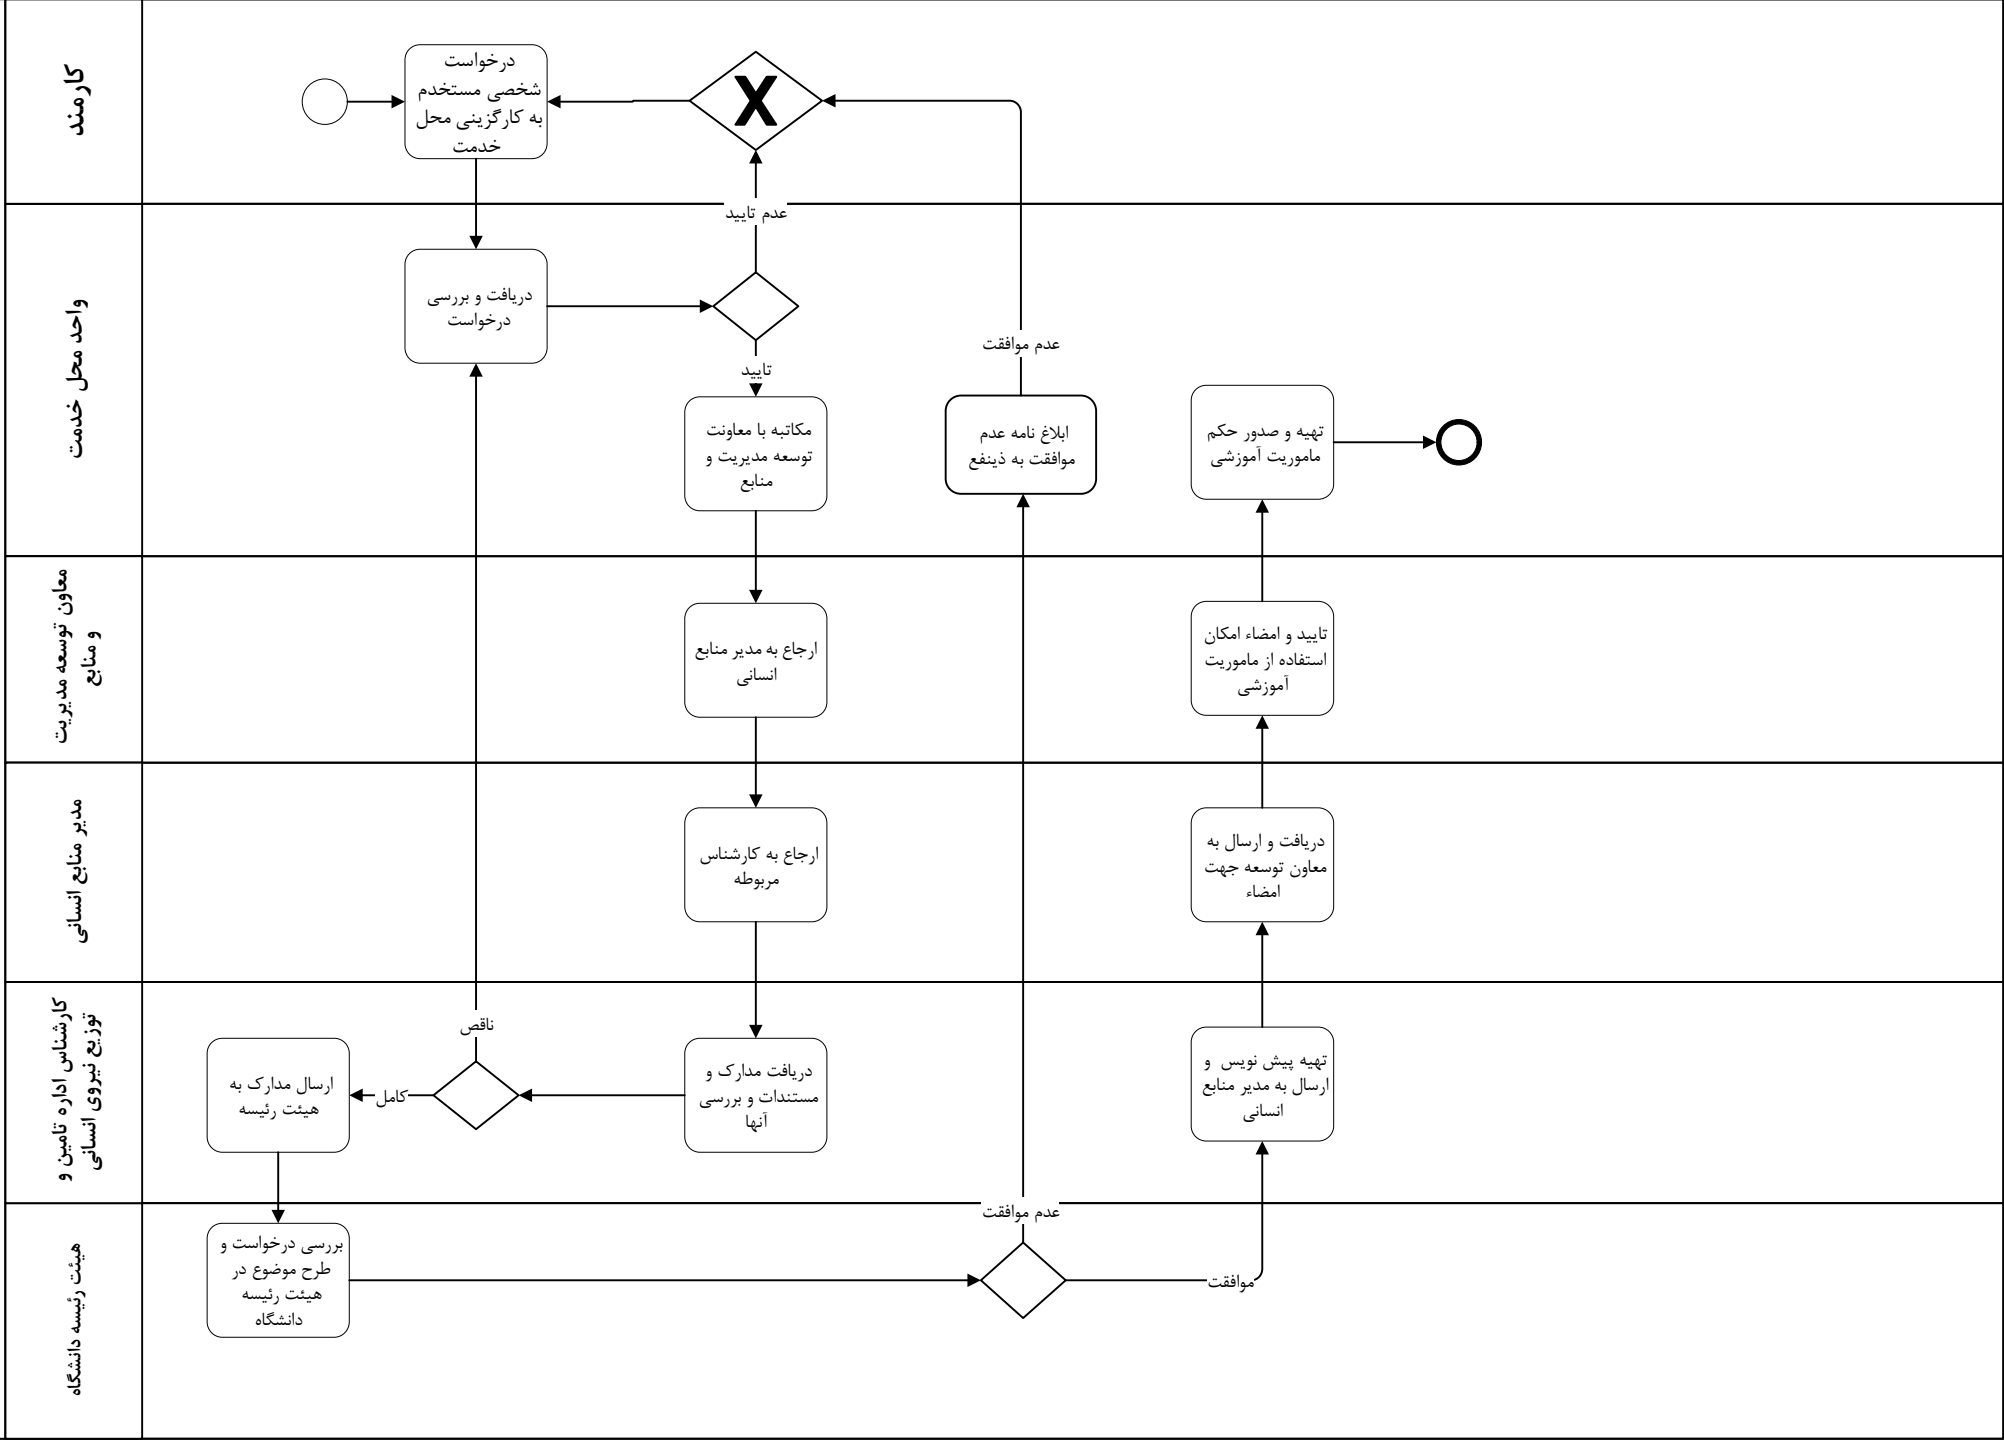 کارمند
درخواست
شخصی مستخدم
به کارگزینی محل
خدمت
X
واحد محل خدمت
عدم تایید
دریافت و بررسی
درخواست
تایید
عدم موافقت
مکاتبه با معاونت
توسعه مدیریت و
منابع
ابلاغ نامه عدم
موافقت به ذینفع
تهیه و صدور حکم
ماموریت آموزشی
معاون توسعه مدیریت
و منابع
ارجاع به مدیر منابع
انسانی
تایید و امضاء امکان
استفاده از ماموریت
آموزشی
مدیر منابع انسانی
ارجاع به کارشناس
مربوطه
دریافت و ارسال به
معاون توسعه جهت
امضاء
کارشناس اداره تامین و
توزیع نیروی انسانی
ناقص
ارسال مدارک به
هیئت رئیسه
کامل
دریافت مدارک و
مستندات و بررسی
آنها
تهیه پیش نویس و
ارسال به مدیر منابع
انسانی
هیئت رئیسه دانشگاه
عدم موافقت
بررسی درخواست و
طرح موضوع در
هیئت رئیسه
دانشگاه
موافقت